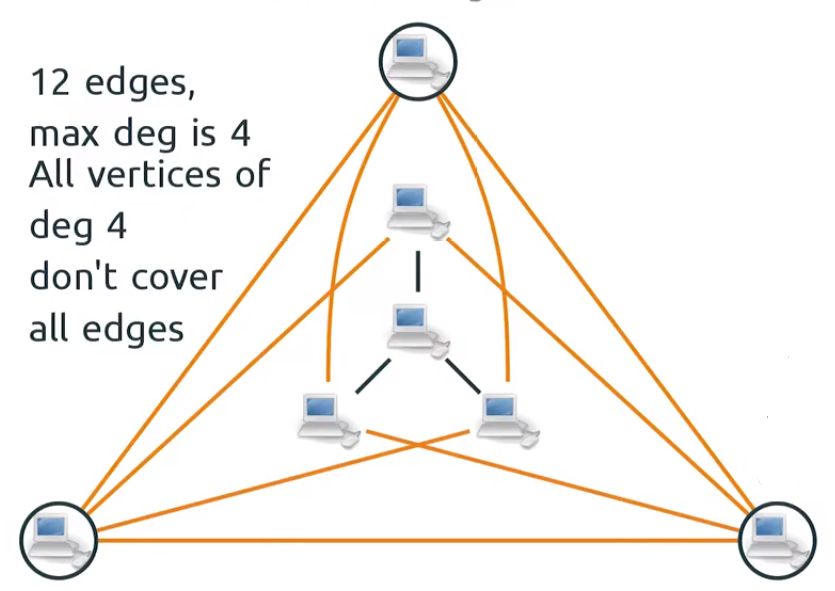 12 edges,
max deg is 4
All vertices of
deg 4
don't cover
all edges